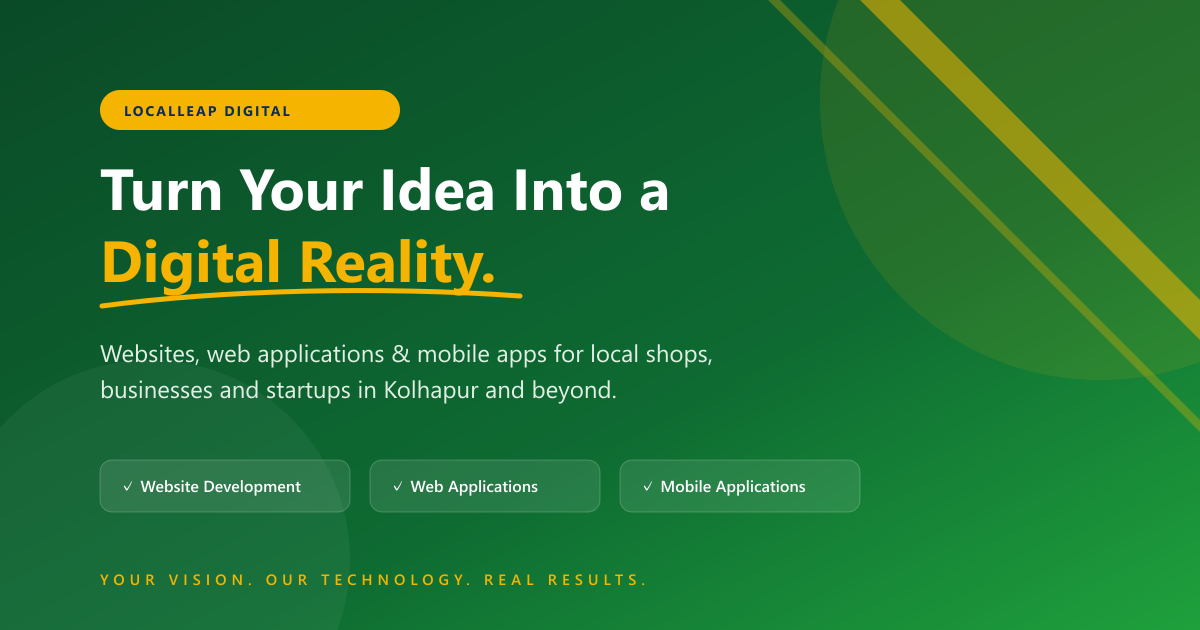 LOCALLEAP DIGITAL
Turn Your Idea Into a
Digital Reality.
Websites, web applications & mobile apps for local shops,
businesses and startups in Kolhapur and beyond.
✓ Website Development
✓ Web Applications
✓ Mobile Applications
YOUR VISION. OUR TECHNOLOGY. REAL RESULTS.